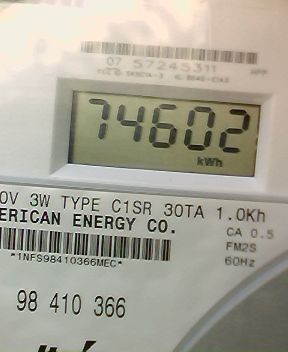 07 57245311
74602
kWh
0V 3W TYPE C1SR 30TA 1.0Kh
ERICAN ENERGY CO.
CA 0.5
FM2S
*1NFS98410366MEC*
60Hz
98 410 366